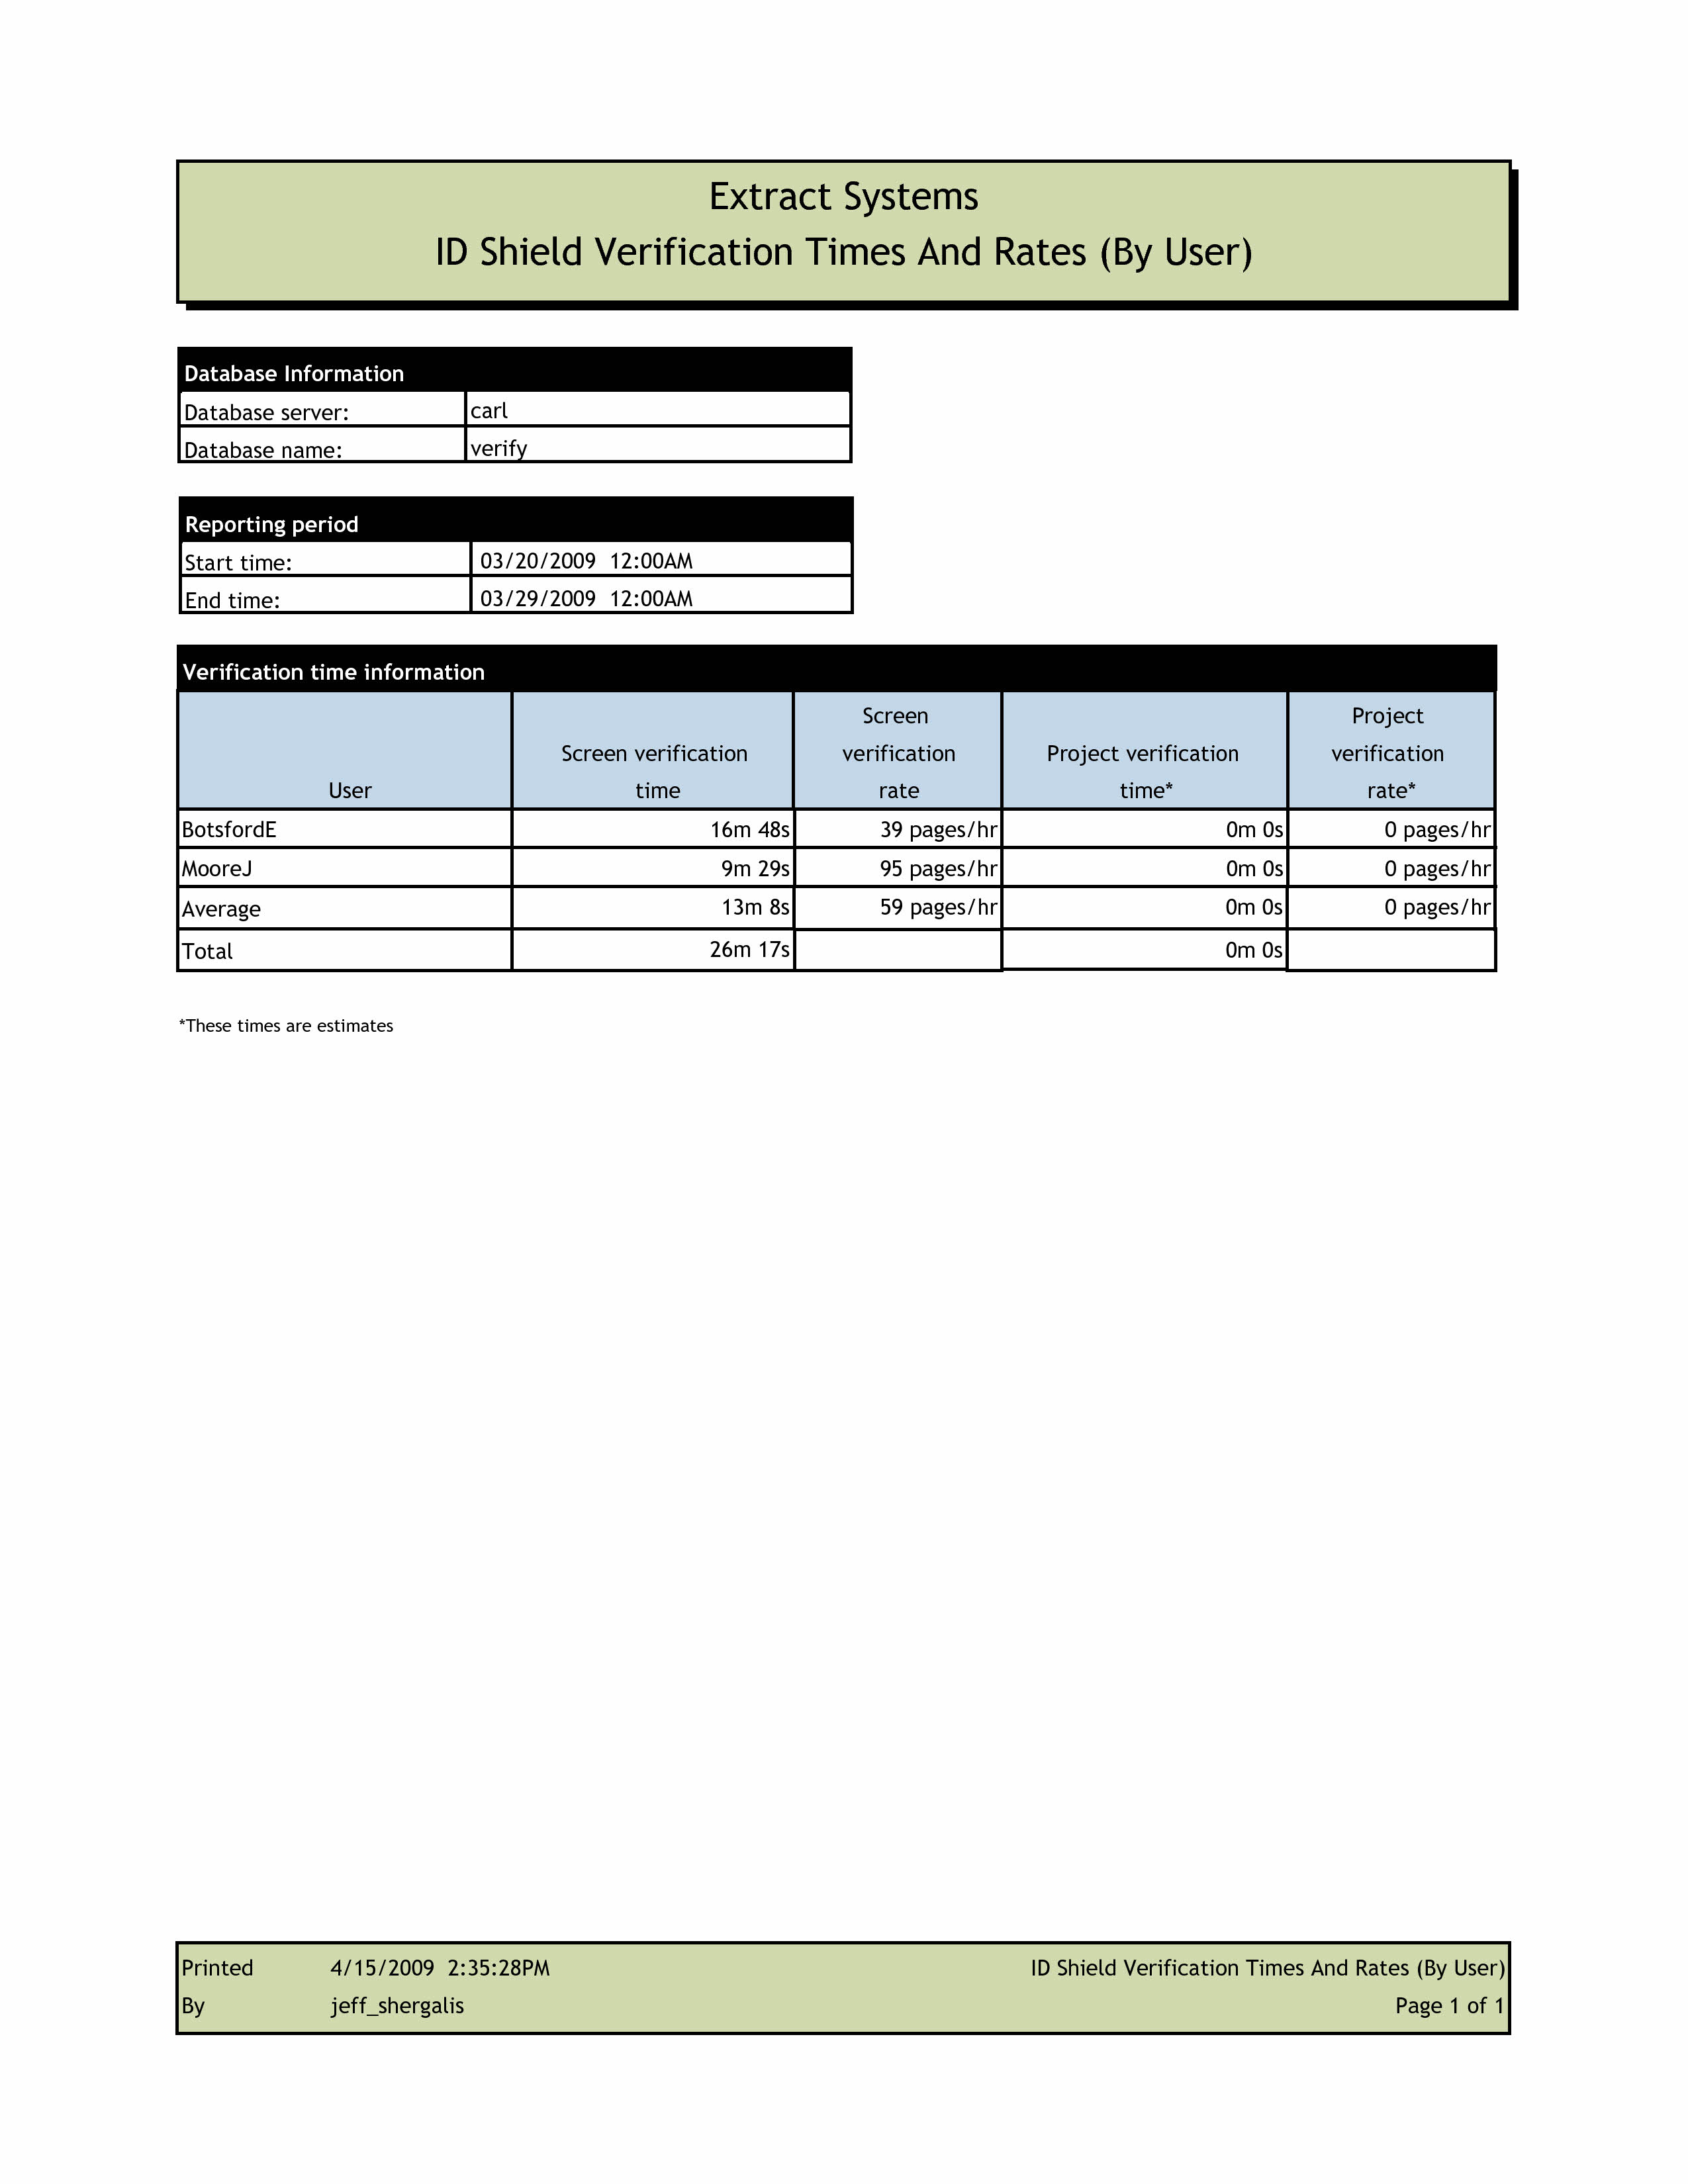 Extract Systems
ID Shield Verification Times And Rates (By User)
Database Information
Database server: carl
Database name: verify
Reporting period
Start time: 03/20/2009 12:00AM
End time: 03/29/2009 12:00AM
Verification time information
Screen Project
Screen verification verification Project verification verification
User time rate time* rate*
BotsfordE 16m 48s 39 pages/hr 0m 0s 0 pages/hr
MooreJ 9m 29s 95 pages/hr 0m 0s 0 pages/hr
Average 13m 8s 59 pages/hr 0m 0s 0 pages/hr
Total 26m 17s 0m 0s
*These times are estimates
Printed 4/15/2009 2:35:28PM ID Shield Verification Times And Rates (By User)
By jeff_shergalis Page 1 of 1